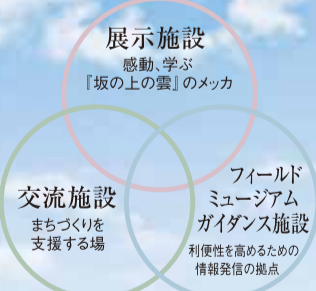 展示施設
感動、学ぶ
『坂の上の雲』のメッカ
交流施設
まちづくりを
支援する場
フィールド
ミュージアム
ガイダンス施設
利便性を高めるための
情報発信の拠点